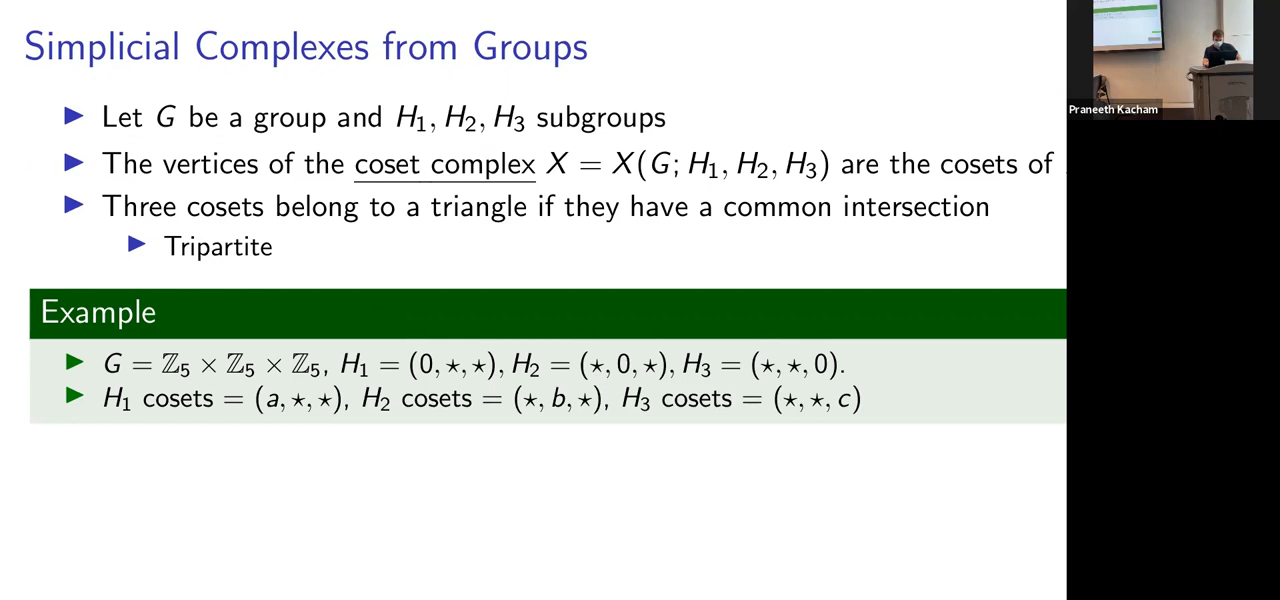 Simplicial Complexes from Groups
Let G be a group and H₁, H₂, H₃ subgroups
The vertices of the coset complex X = X(G; H₁, H₂, H₃) are the cosets of
Three cosets belong to a triangle if they have a common intersection
Tripartite
Example
G = ℤ₅ × ℤ₅ × ℤ₅, H₁ = (0, ⋆, ⋆), H₂ = (⋆, 0, ⋆), H₃ = (⋆, ⋆, 0).
H₁ cosets = (a, ⋆, ⋆), H₂ cosets = (⋆, b, ⋆), H₃ cosets = (⋆, ⋆, c)
Praneeth Kacham